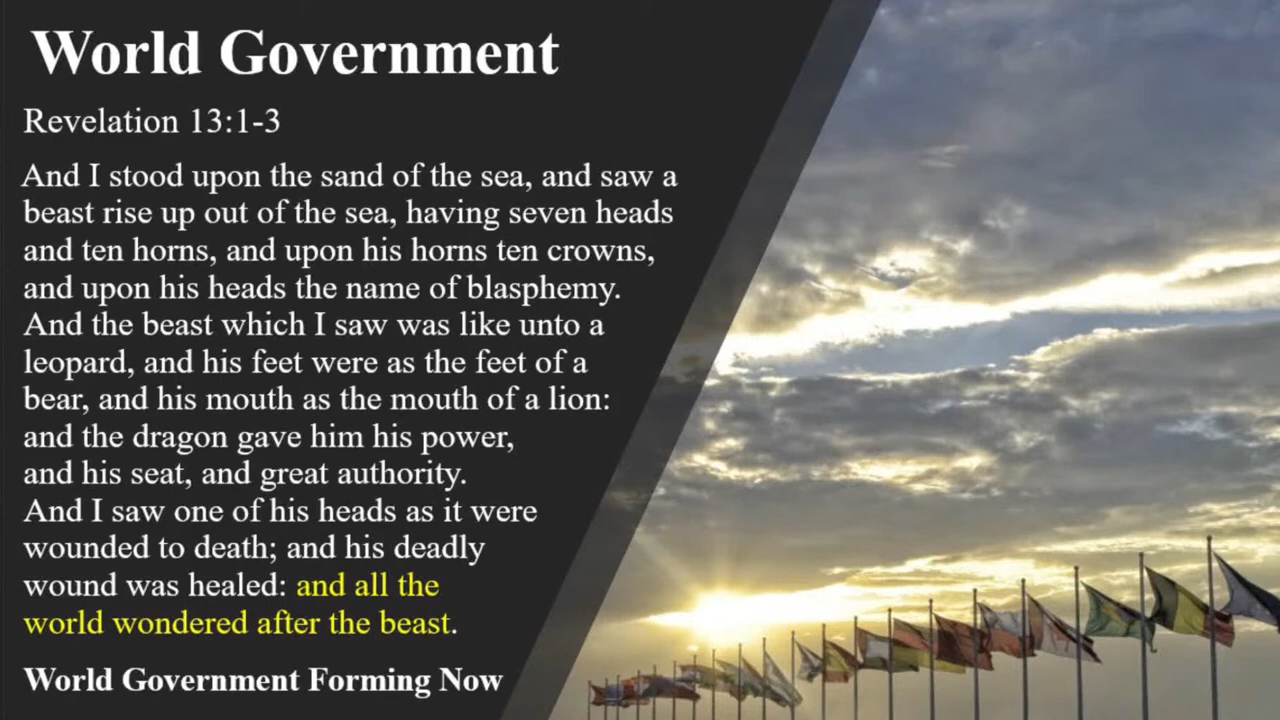 World Government
Revelation 13:1-3
And I stood upon the sand of the sea, and saw a
beast rise up out of the sea, having seven heads
and ten horns, and upon his horns ten crowns,
and upon his heads the name of blasphemy.
And the beast which I saw was like unto a
leopard, and his feet were as the feet of a
bear, and his mouth as the mouth of a lion:
and the dragon gave him his power,
and his seat, and great authority.
And I saw one of his heads as it were
wounded to death; and his deadly
wound was healed: and all the
world wondered after the beast.
World Government Forming Now